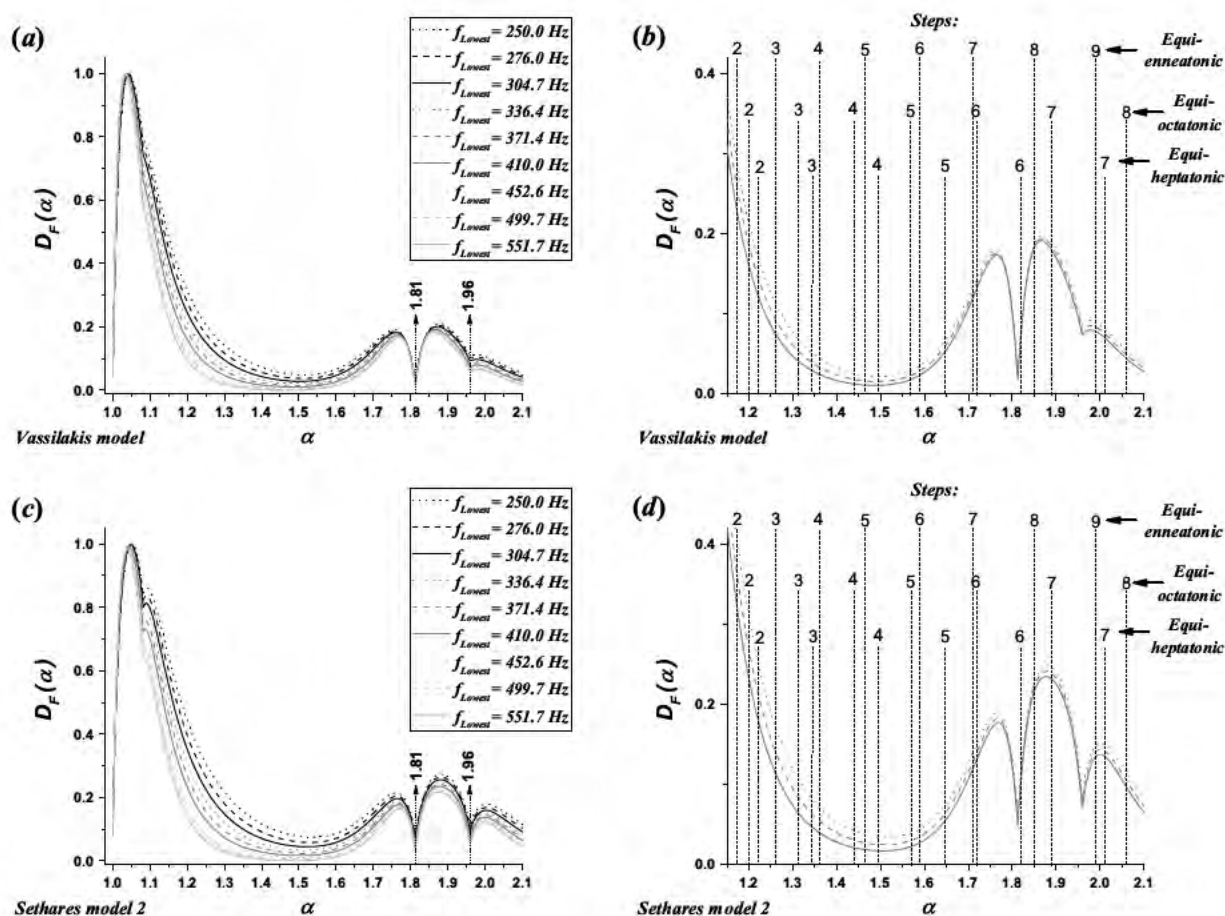 (a)
f_Lowest = 250.0 Hz
f_Lowest = 276.0 Hz
f_Lowest = 304.7 Hz
f_Lowest = 336.4 Hz
f_Lowest = 371.4 Hz
f_Lowest = 410.0 Hz
f_Lowest = 452.6 Hz
f_Lowest = 499.7 Hz
f_Lowest = 551.7 Hz
1.0
0.8
0.6
0.4
0.2
0.0
D_F(α)
1.81
1.96
1.0 1.1 1.2 1.3 1.4 1.5 1.6 1.7 1.8 1.9 2.0 2.1
Vassilakis model α
(b)
Steps:
2 3 4 5 6 7 8 9 Equi-
enneatonic
2 3 4 5 6 7 8 Equi-
octatonic
2 3 4 5 6 7 Equi-
heptatonic
0.4
0.2
0.0
D_F(α)
1.2 1.3 1.4 1.5 1.6 1.7 1.8 1.9 2.0 2.1
Vassilakis model α
(c)
f_Lowest = 250.0 Hz
f_Lowest = 276.0 Hz
f_Lowest = 304.7 Hz
f_Lowest = 336.4 Hz
f_Lowest = 371.4 Hz
f_Lowest = 410.0 Hz
f_Lowest = 452.6 Hz
f_Lowest = 499.7 Hz
f_Lowest = 551.7 Hz
1.0
0.8
0.6
0.4
0.2
0.0
D_F(α)
1.81
1.96
1.0 1.1 1.2 1.3 1.4 1.5 1.6 1.7 1.8 1.9 2.0 2.1
Sethares model 2 α
(d)
Steps:
2 3 4 5 6 7 8 9 Equi-
enneatonic
2 3 4 5 6 7 8 Equi-
octatonic
2 3 4 5 6 7 Equi-
heptatonic
0.4
0.2
0.0
D_F(α)
1.2 1.3 1.4 1.5 1.6 1.7 1.8 1.9 2.0 2.1
Sethares model 2 α